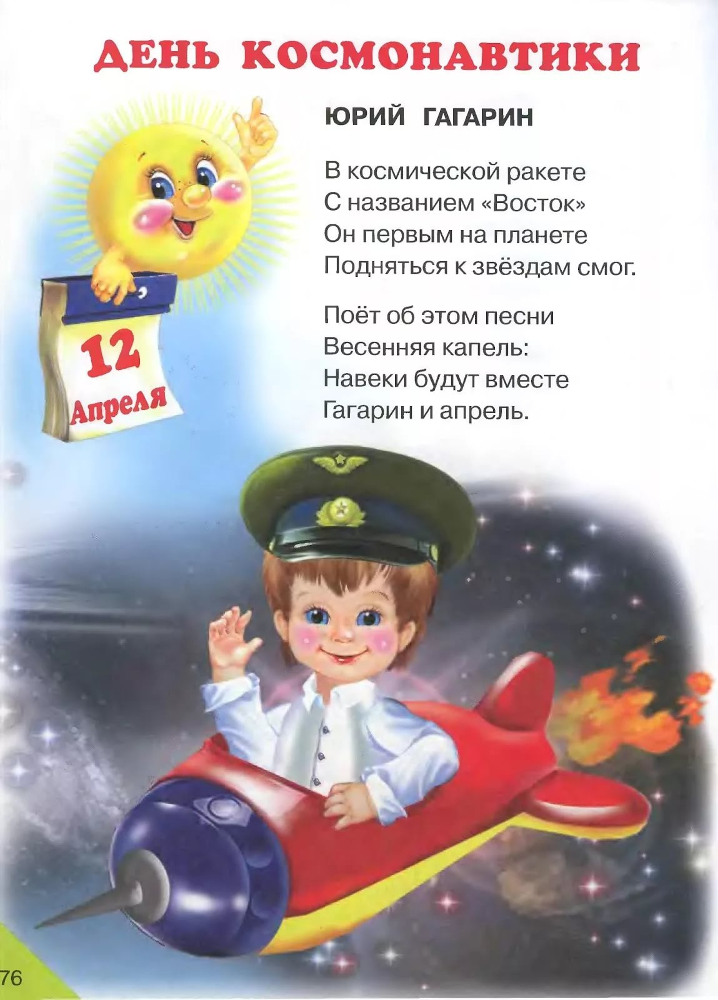 ДЕНЬ КОСМОНАВТИКИ
ЮРИЙ ГАГАРИН
В космической ракете
С названием «Восток»
Он первым на планете
Подняться к звёздам смог.
Поёт об этом песни
Весенняя капель:
Навеки будут вместе
Гагарин и апрель.
12
Апреля
76